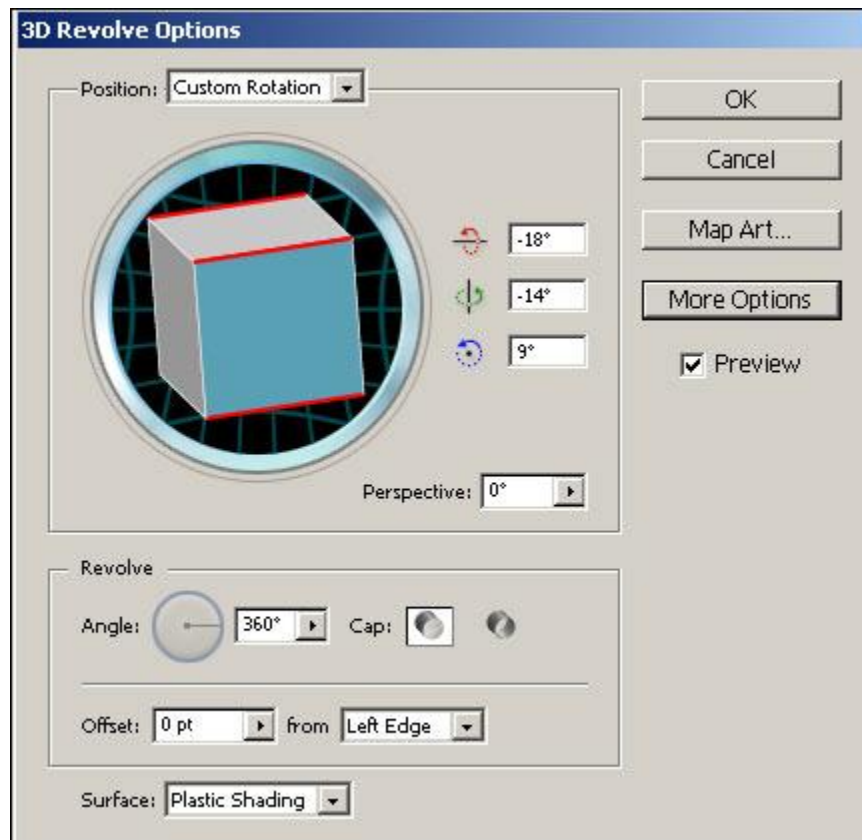 3D Revolve Options
Position: Custom Rotation
OK
Cancel
Map Art...
More Options
Preview
-18°
-14°
9°
Perspective: 0°
Revolve
Angle: 360° Cap:
Offset: 0 pt from Left Edge
Surface: Plastic Shading